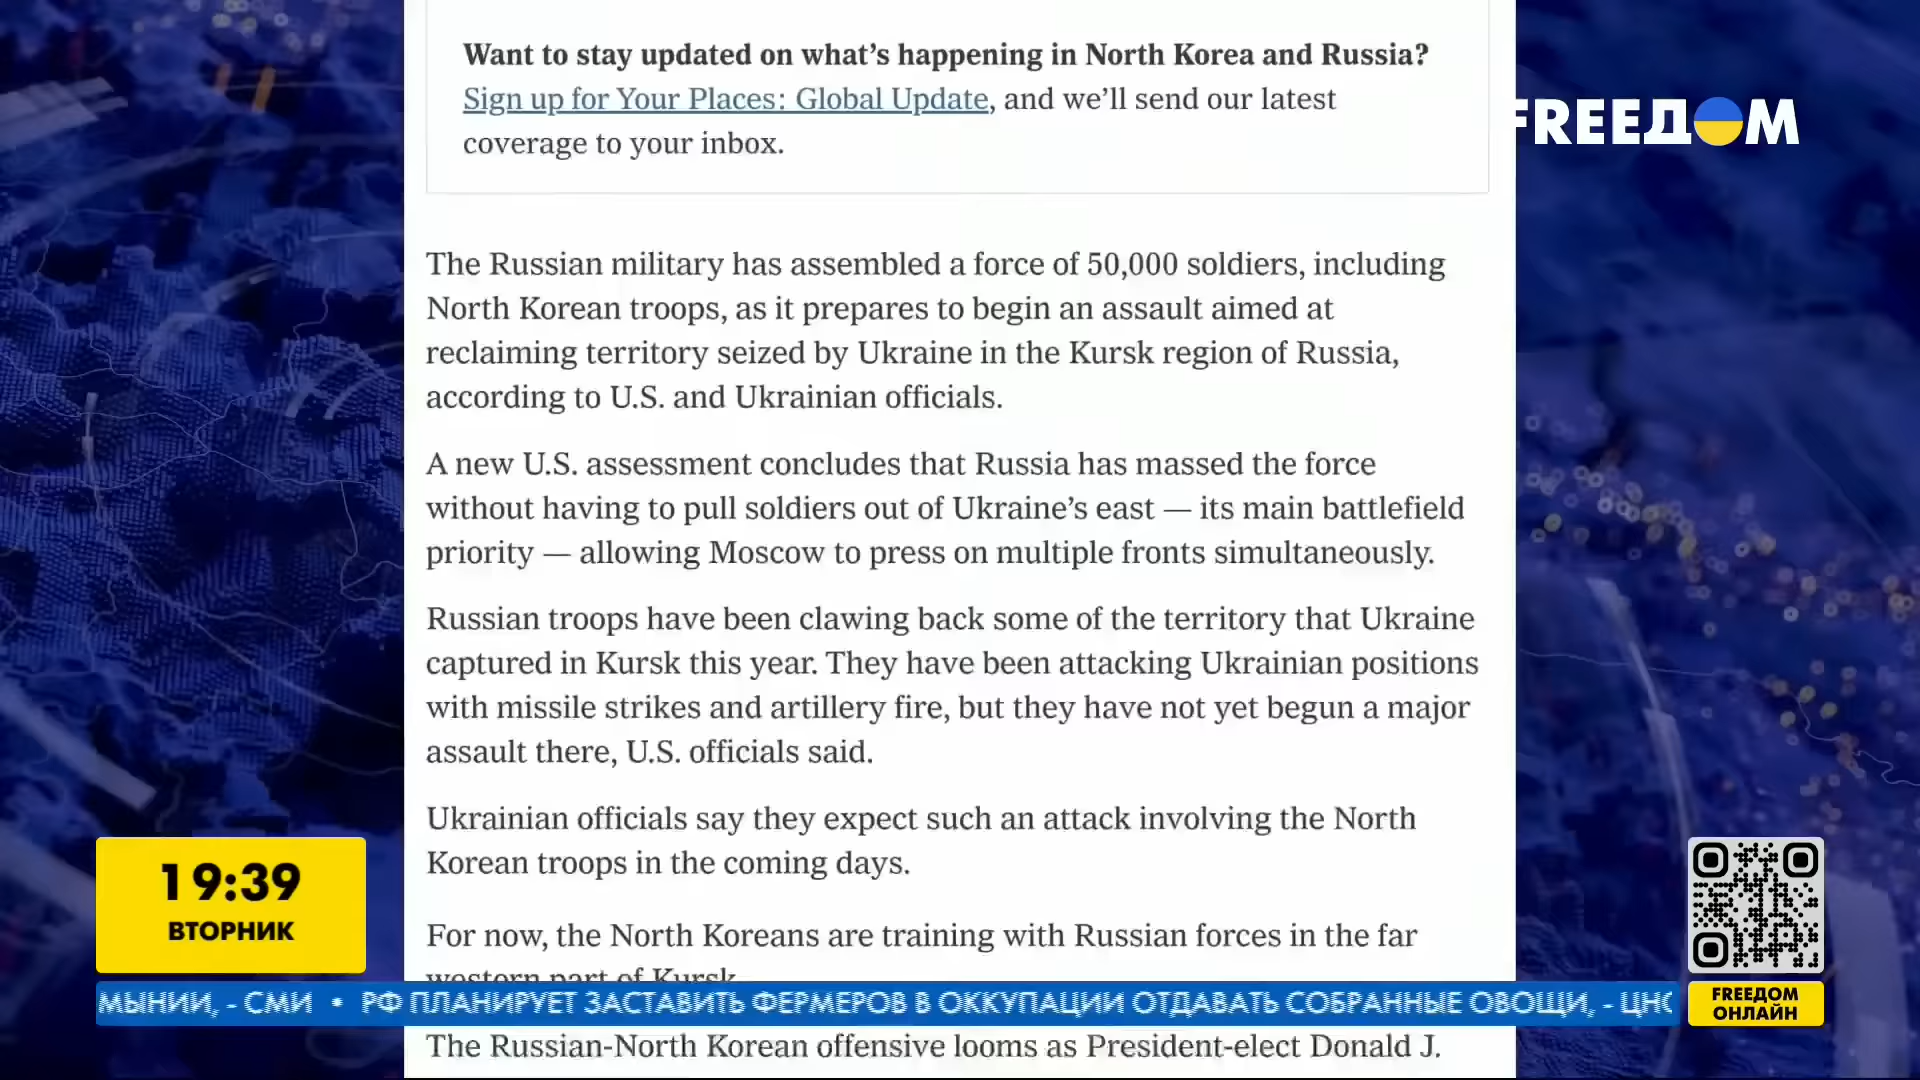 Want to stay updated on what’s happening in North Korea and Russia?
Sign up for Your Places: Global Update, and we’ll send our latest
coverage to your inbox.
FREEДOM
The Russian military has assembled a force of 50,000 soldiers, including
North Korean troops, as it prepares to begin an assault aimed at
reclaiming territory seized by Ukraine in the Kursk region of Russia,
according to U.S. and Ukrainian officials.
A new U.S. assessment concludes that Russia has massed the force
without having to pull soldiers out of Ukraine’s east — its main battlefield
priority — allowing Moscow to press on multiple fronts simultaneously.
Russian troops have been clawing back some of the territory that Ukraine
captured in Kursk this year. They have been attacking Ukrainian positions
with missile strikes and artillery fire, but they have not yet begun a major
assault there, U.S. officials said.
Ukrainian officials say they expect such an attack involving the North
Korean troops in the coming days.
For now, the North Koreans are training with Russian forces in the far
western part of Kursk.
19:39
ВТОРНИК
МЫНИИ, - СМИ • РФ ПЛАНИРУЕТ ЗАСТАВИТЬ ФЕРМЕРОВ В ОККУПАЦИИ ОТДАВАТЬ СОБРАННЫЕ ОВОЩИ, - ЦНС
FREEДОМ
ОНЛАЙН
The Russian-North Korean offensive looms as President-elect Donald J.